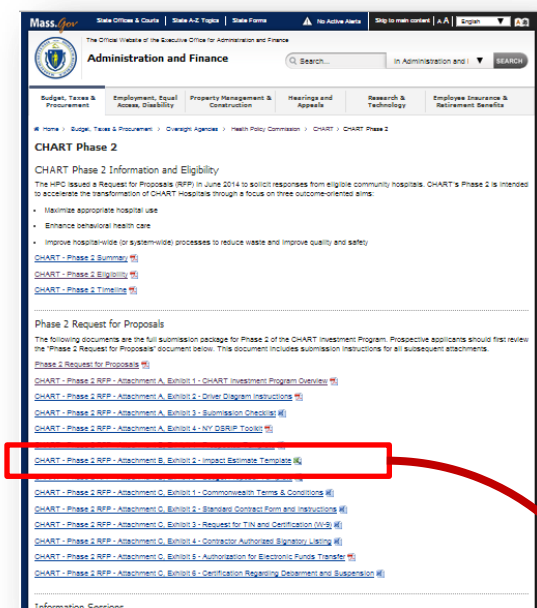 Mass.Gov State Offices & Courts State A-Z Topics State Forms No Active Alerts Skip to main content AA English
The Official Website of the Executive Office for Administration and Finance
Administration and Finance
Search... in Administration and SEARCH
Budget, Taxes & Procurement Employment, Equal Access, Disability Property Management & Construction Hearings and Appeals Research & Technology Employee Insurance & Retirement Benefits
Home > Budget, Taxes & Procurement > Oversight Agencies > Health Policy Commission > CHART > CHART Phase 2
CHART Phase 2
CHART Phase 2 Information and Eligibility
The HPC issued a Request for Proposals (RFP) in June 2014 to solicit responses from eligible community hospitals. CHART's Phase 2 is intended
to accelerate the transformation of CHART Hospitals through a focus on three outcome-oriented aims:
• Maximize appropriate hospital use
• Enhance behavioral health care
• Improve hospital-wide (or system-wide) processes to reduce waste and improve quality and safety
CHART - Phase 2 Summary
CHART - Phase 2 Eligibility
CHART - Phase 2 Timeline
Phase 2 Request for Proposals
The following documents are the full submission package for Phase 2 of the CHART Investment Program. Prospective applicants should first review
the "Phase 2 Request for Proposals" document below. This document includes submission instructions for all subsequent attachments.
Phase 2 Request for Proposals
CHART - Phase 2 RFP - Attachment A, Exhibit 1 - CHART Investment Program Overview
CHART - Phase 2 RFP - Attachment A, Exhibit 2 - Driver Diagram Instructions
CHART - Phase 2 RFP - Attachment A, Exhibit 3 - Submission Checklist
CHART - Phase 2 RFP - Attachment A, Exhibit 4 - NY DSRIP Toolkit
CHART - Phase 2 RFP - Attachment B, Exhibit 2 - Impact Estimate Template
CHART - Phase 2 RFP - Attachment C, Exhibit 1 - Commonwealth Terms & Conditions
CHART - Phase 2 RFP - Attachment C, Exhibit 2 - Standard Contract Form and Instructions
CHART - Phase 2 RFP - Attachment C, Exhibit 3 - Request for TIN and Certification (W-9)
CHART - Phase 2 RFP - Attachment C, Exhibit 4 - Contractor Authorized Signatory Listing
CHART - Phase 2 RFP - Attachment C, Exhibit 5 - Authorization for Electronic Funds Transfer
CHART - Phase 2 RFP - Attachment C, Exhibit 6 - Certification Regarding Debarment and Suspension
Information Sessions